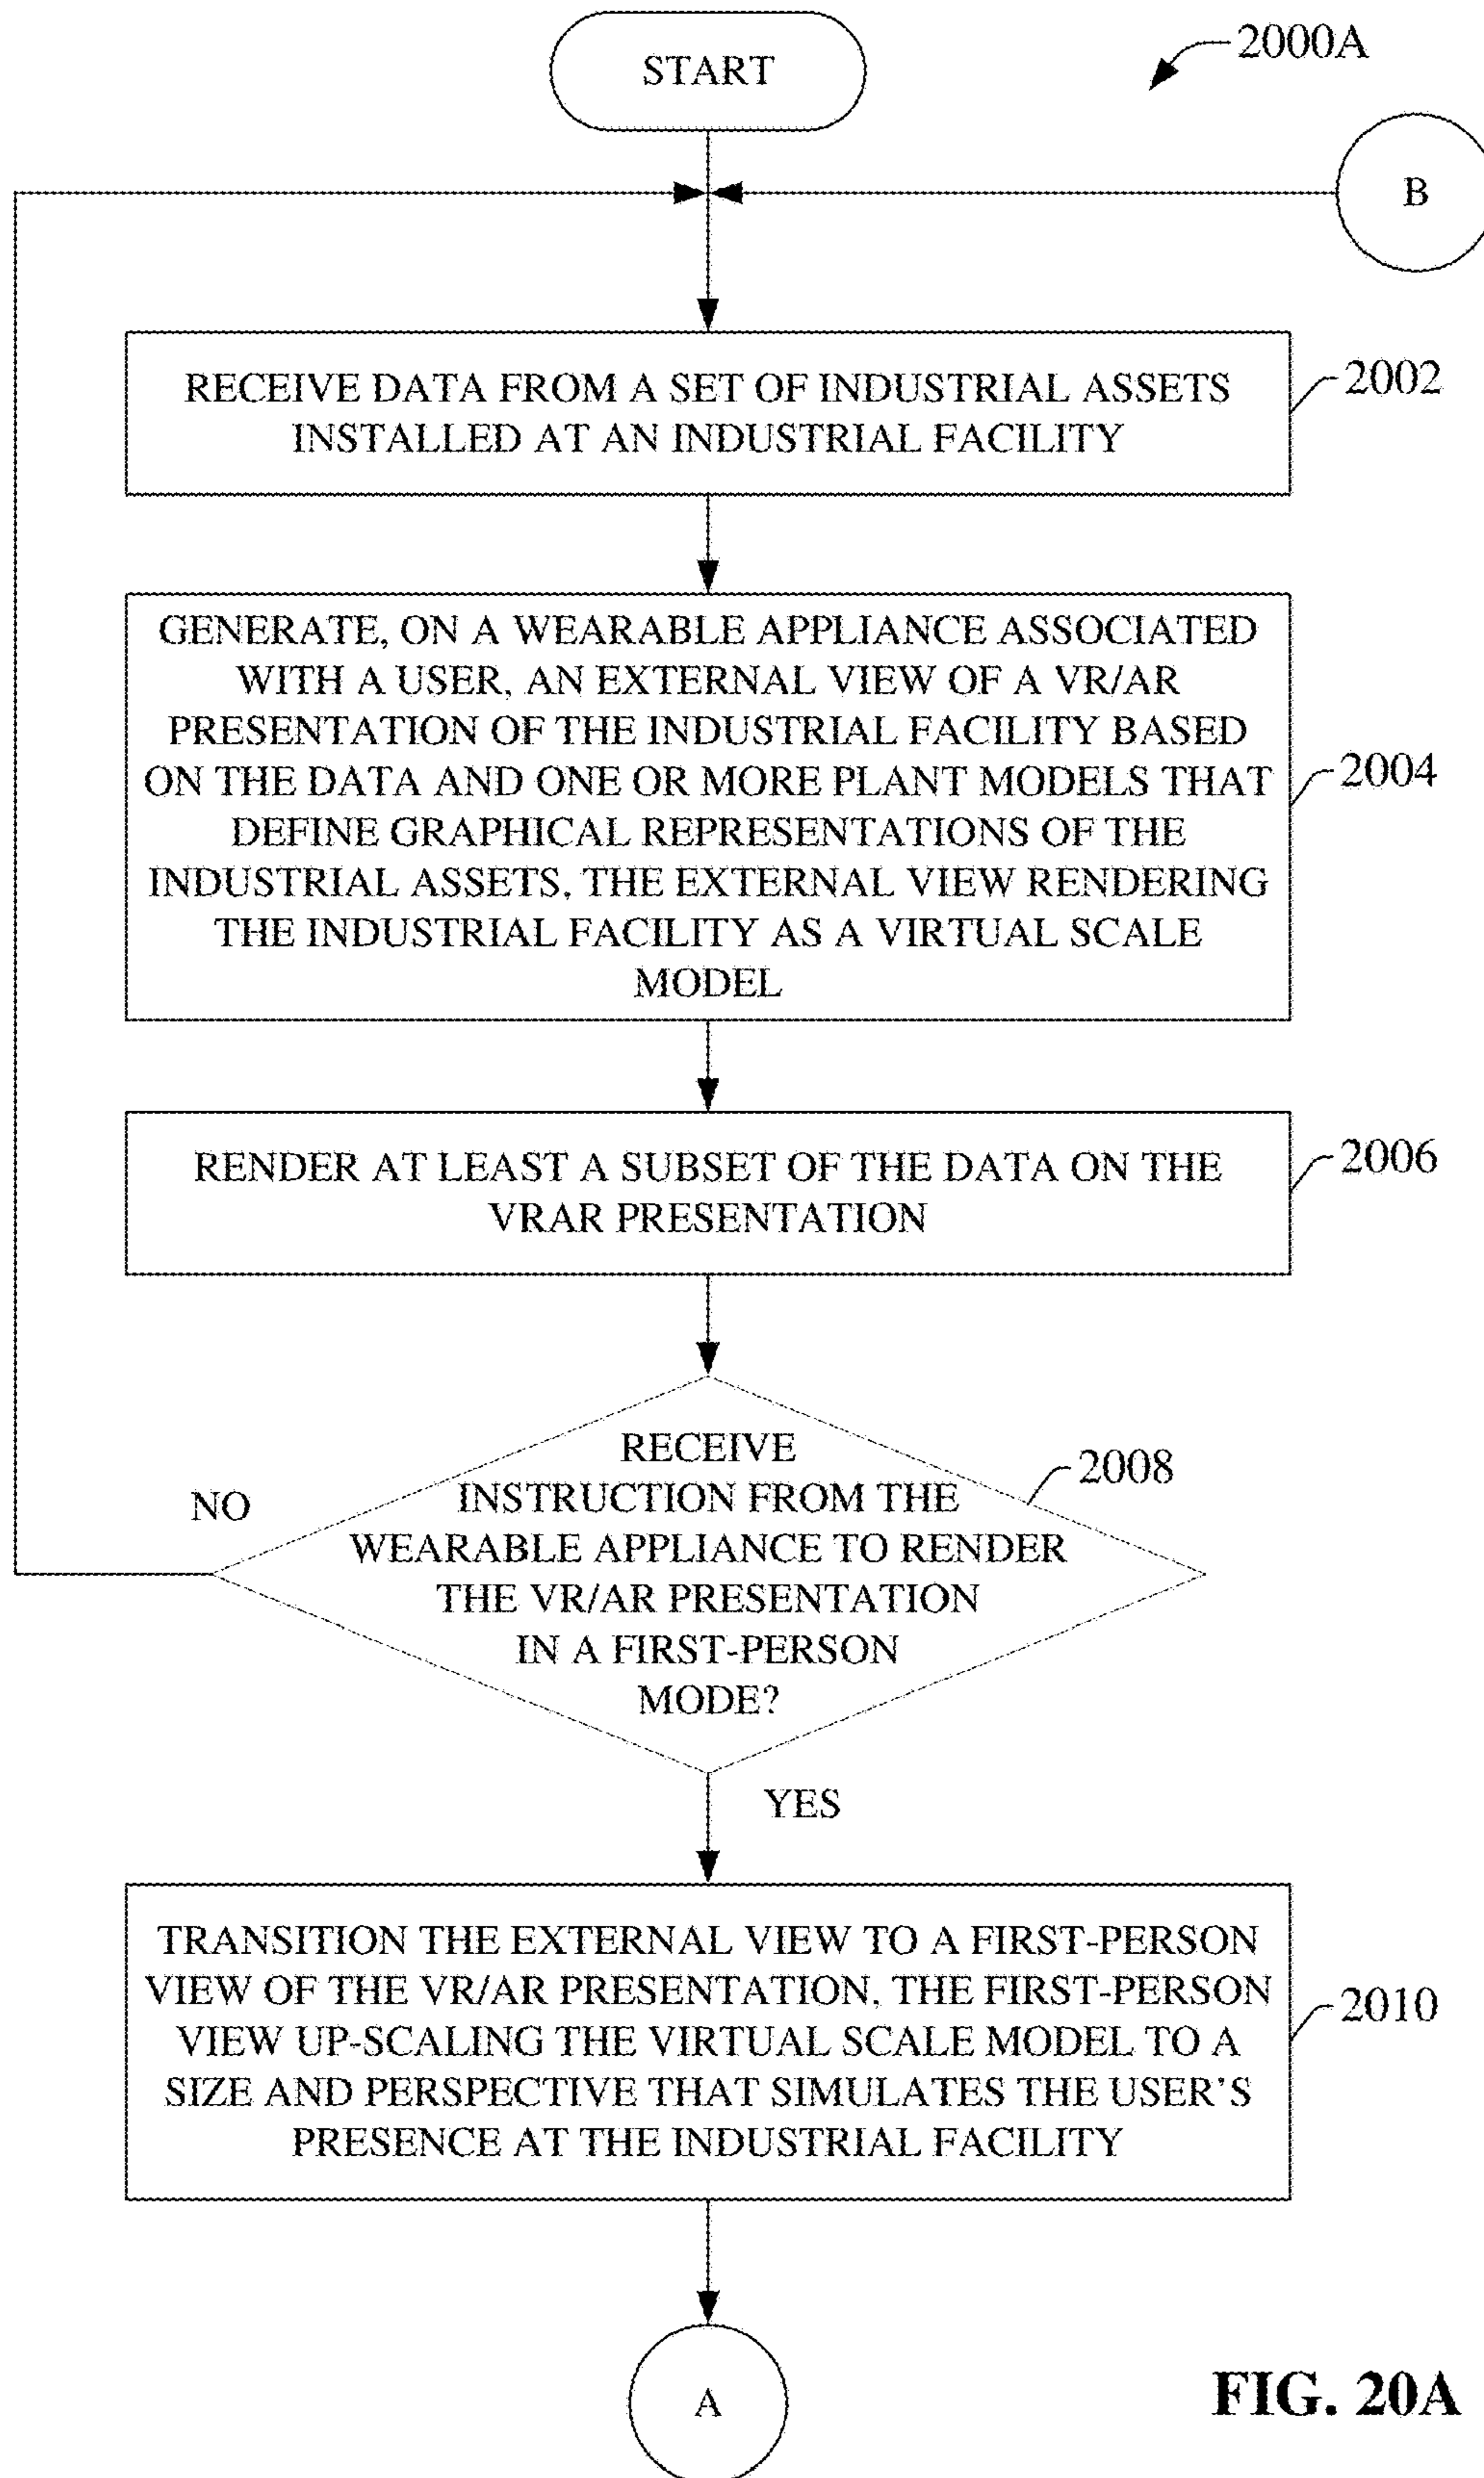 START
2000A
B
RECEIVE DATA FROM A SET OF INDUSTRIAL ASSETS
INSTALLED AT AN INDUSTRIAL FACILITY
2002
GENERATE, ON A WEARABLE APPLIANCE ASSOCIATED
WITH A USER, AN EXTERNAL VIEW OF A VR/AR
PRESENTATION OF THE INDUSTRIAL FACILITY BASED
ON THE DATA AND ONE OR MORE PLANT MODELS THAT
DEFINE GRAPHICAL REPRESENTATIONS OF THE
INDUSTRIAL ASSETS, THE EXTERNAL VIEW RENDERING
THE INDUSTRIAL FACILITY AS A VIRTUAL SCALE
MODEL
2004
RENDER AT LEAST A SUBSET OF THE DATA ON THE
VRAR PRESENTATION
2006
RECEIVE
INSTRUCTION FROM THE
WEARABLE APPLIANCE TO RENDER
THE VR/AR PRESENTATION
IN A FIRST-PERSON
MODE?
2008
NO
YES
TRANSITION THE EXTERNAL VIEW TO A FIRST-PERSON
VIEW OF THE VR/AR PRESENTATION, THE FIRST-PERSON
VIEW UP-SCALING THE VIRTUAL SCALE MODEL TO A
SIZE AND PERSPECTIVE THAT SIMULATES THE USER'S
PRESENCE AT THE INDUSTRIAL FACILITY
2010
A
FIG. 20A